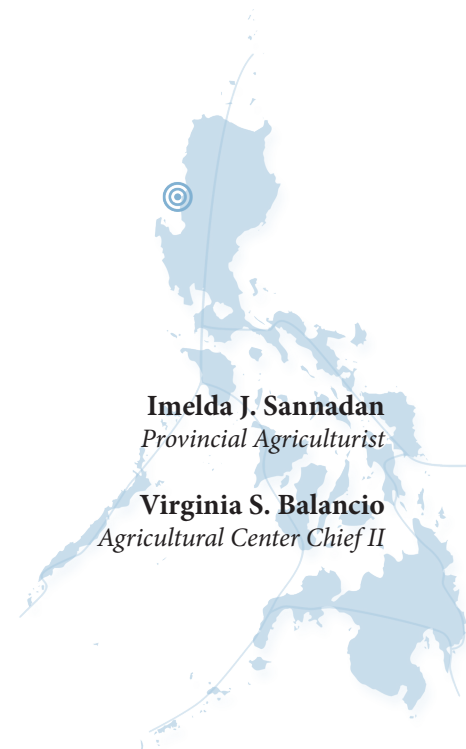 Imelda J. Sannadan
Provincial Agriculturist
Virginia S. Balancio
Agricultural Center Chief II